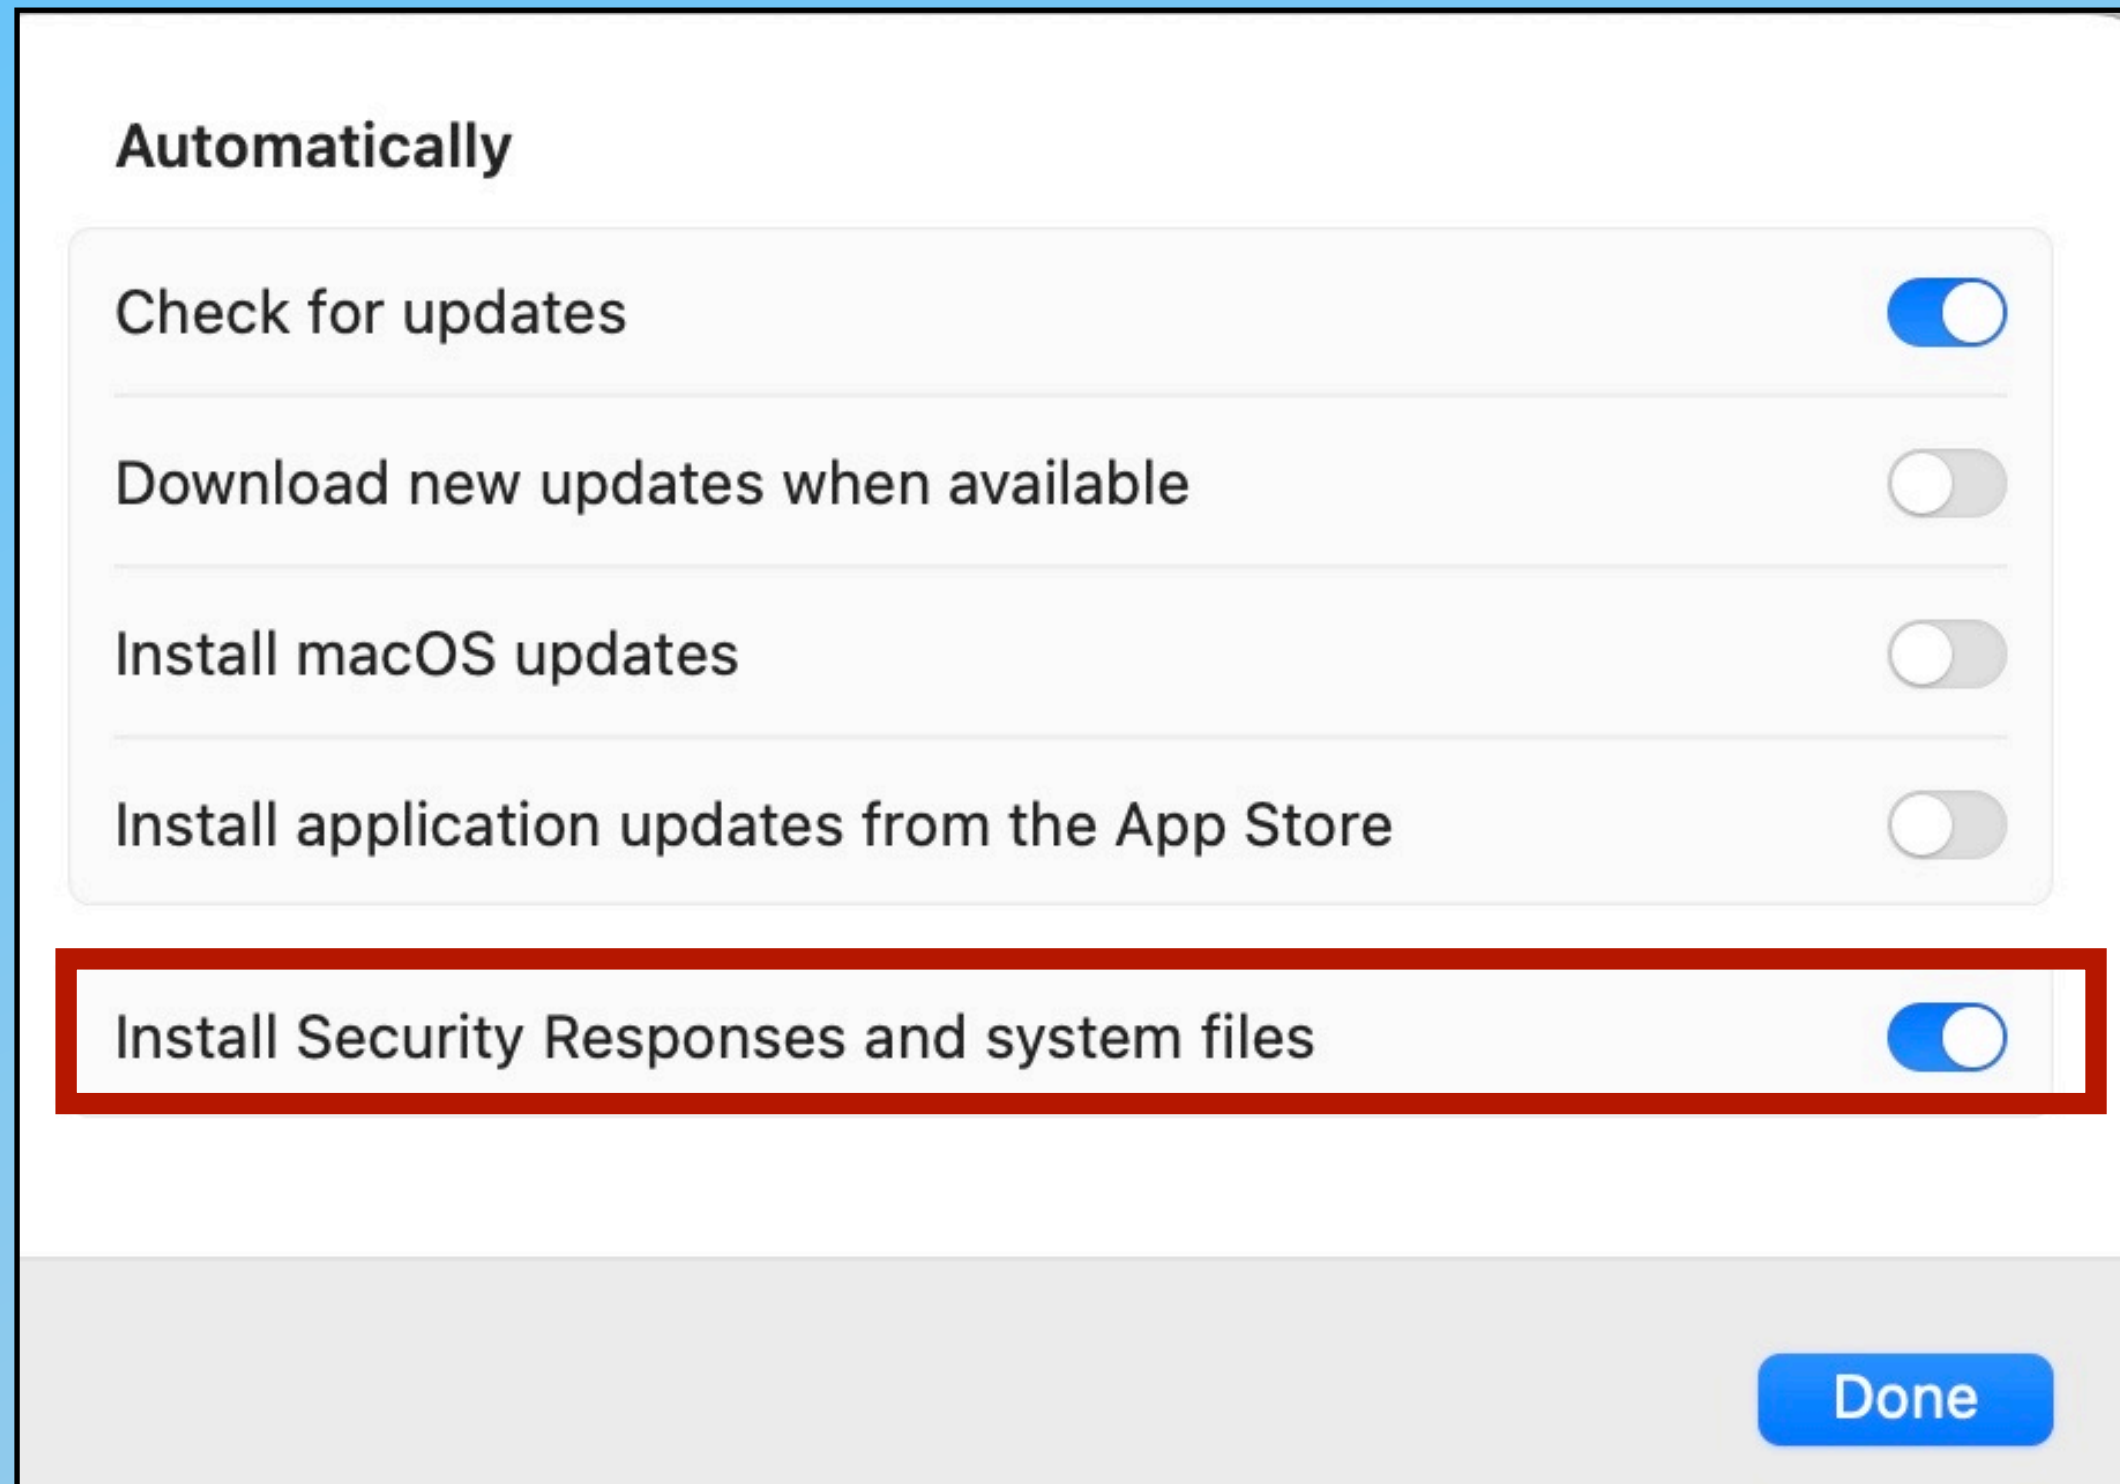 Automatically
Check for updates
Download new updates when available
Install macOS updates
Install application updates from the App Store
Install Security Responses and system files
Done